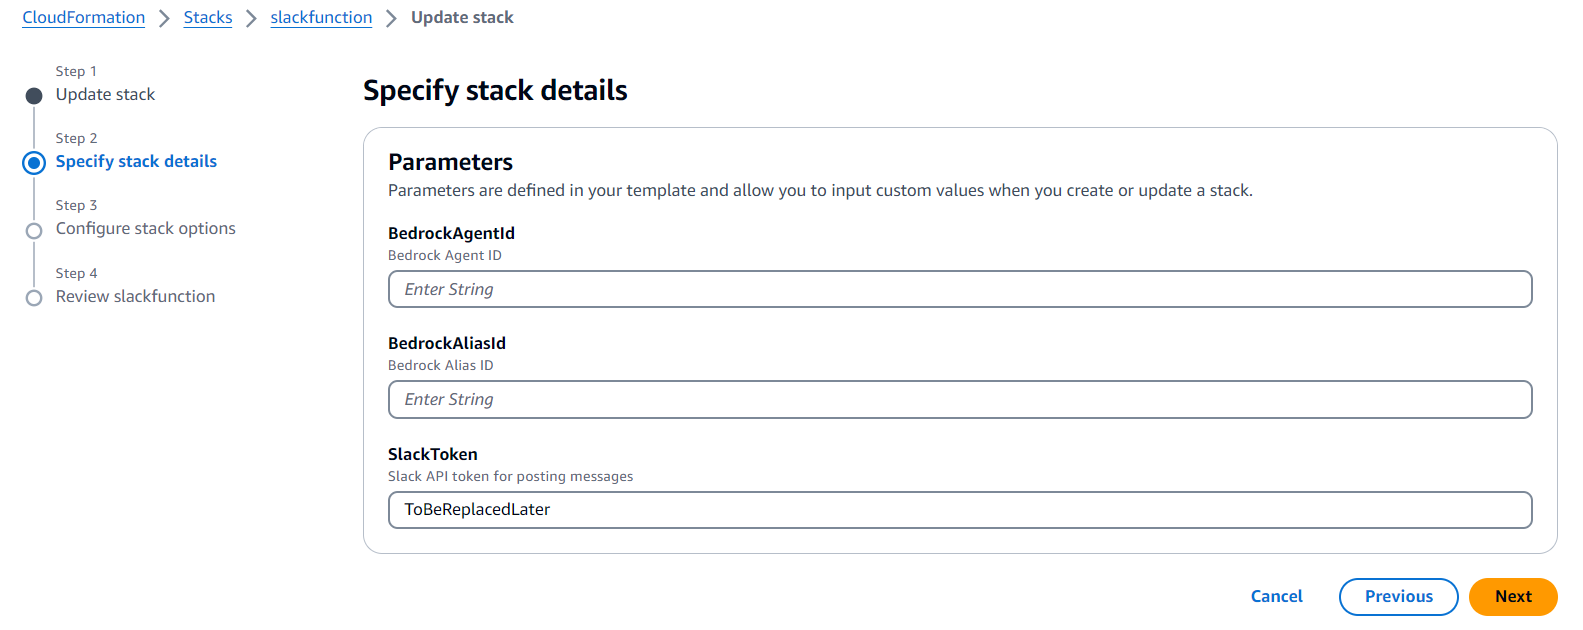 CloudFormation > Stacks > slackfunction > Update stack
Step 1
Update stack
Step 2
Specify stack details
Step 3
Configure stack options
Step 4
Review slackfunction
Specify stack details
Parameters
Parameters are defined in your template and allow you to input custom values when you create or update a stack.
BedrockAgentId
Bedrock Agent ID
Enter String
BedrockAliasId
Bedrock Alias ID
Enter String
SlackToken
Slack API token for posting messages
ToBeReplacedLater
Cancel Previous Next